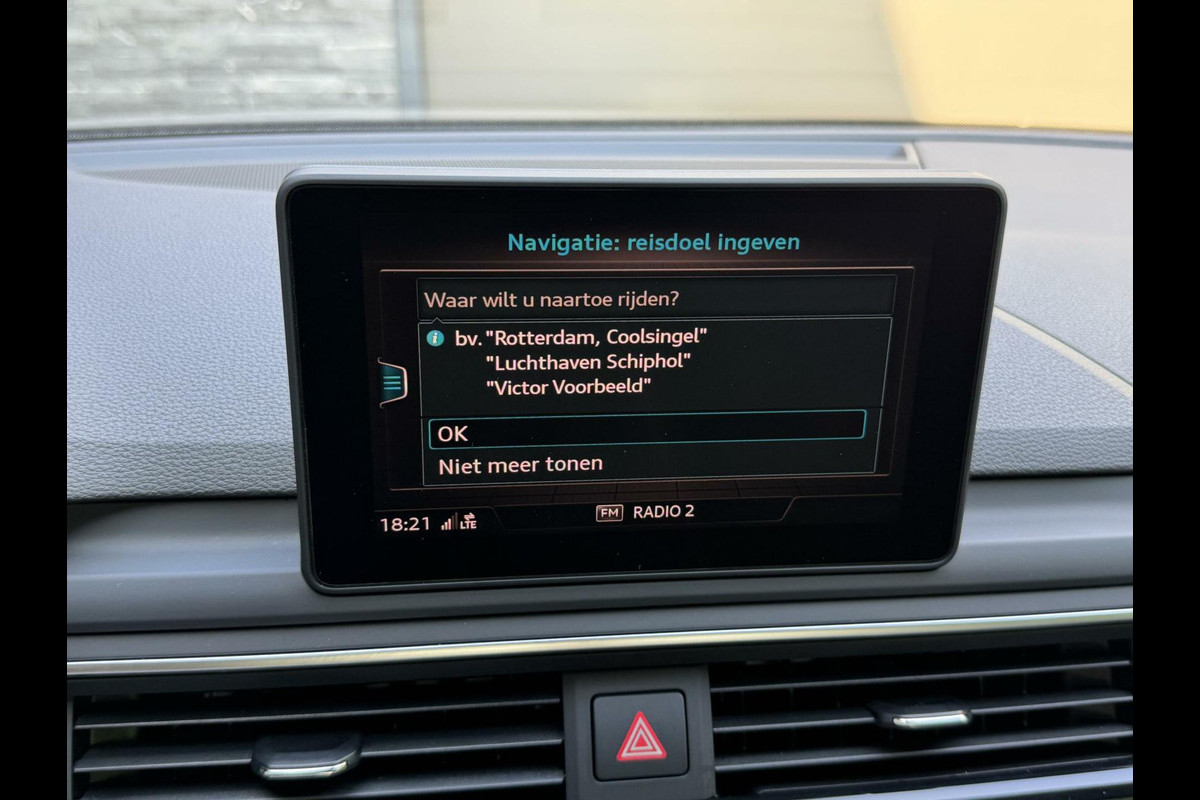 Navigatie: reisdoel ingeven
Waar wilt u naartoe rijden?
i bv. "Rotterdam, Coolsingel"
"Luchthaven Schiphol"
"Victor Voorbeeld"
OK
Niet meer tonen
18:21 LTE FM RADIO 2